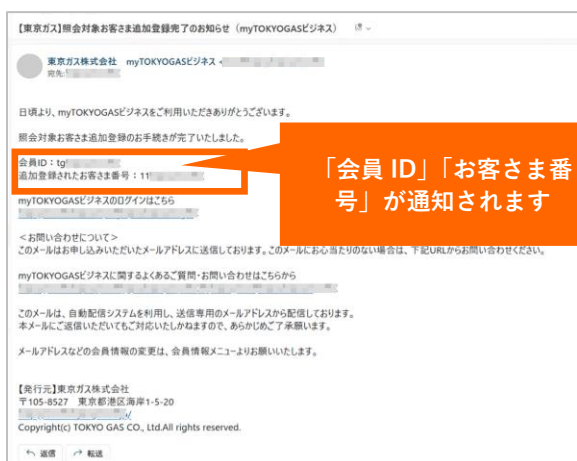 【東京ガス】照会対象お客さま追加登録完了のお知らせ（myTOKYOGASビジネス）
東京ガス株式会社　myTOKYOGASビジネス <
宛先:
日頃より、myTOKYOGASビジネスをご利用いただきありがとうございます。
照会対象お客さま追加登録のお手続きが完了いたしました。
会員ID：tg
追加登録されたお客さま番号：11
「会員 ID」「お客さま番
号」が通知されます
myTOKYOGASビジネスのログインはこちら
＜お問い合わせについて＞
このメールはお申し込みいただいたメールアドレスに送信しております。このメールにお心当たりのない場合は、下記URLからお問い合わせください。
myTOKYOGASビジネスに関するよくあるご質問・お問い合わせはこちらから
このメールは、自動配信システムを利用し、送信専用のメールアドレスから配信しております。
本メールにご返信いただいてもご対応いたしかねますので、あらかじめご了承願います。
メールアドレスなどの会員情報の変更は、会員情報メニューよりお願いいたします。
【発行元】東京ガス株式会社
〒105-8527　東京都港区海岸1-5-20
Copyright(c) TOKYO GAS CO., Ltd.All rights reserved.
返信　転送